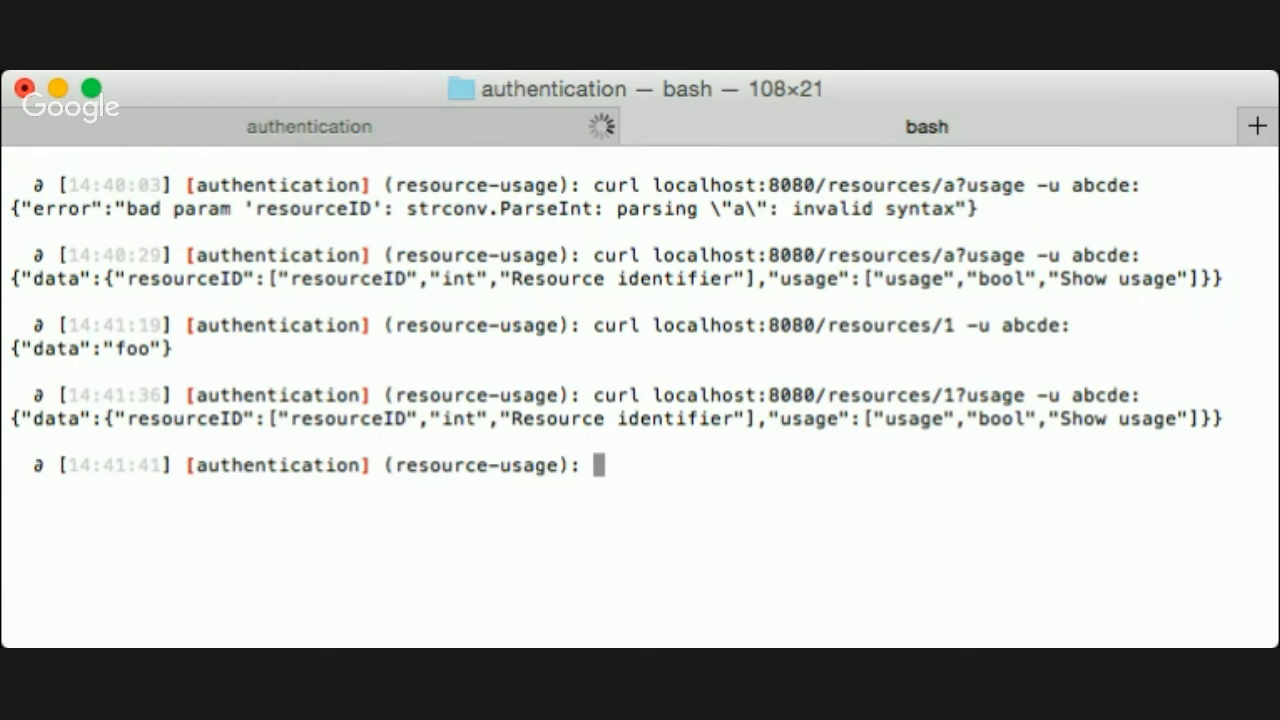 authentication — bash — 108×21
Google
authentication
bash
+
∂ [14:40:03] [authentication] (resource-usage): curl localhost:8080/resources/a?usage -u abcde:
{"error":"bad param 'resourceID': strconv.ParseInt: parsing \"a\": invalid syntax"}
∂ [14:40:29] [authentication] (resource-usage): curl localhost:8080/resources/a?usage -u abcde:
{"data":{"resourceID":["resourceID","int","Resource identifier"],"usage":["usage","bool","Show usage"]}}
∂ [14:41:19] [authentication] (resource-usage): curl localhost:8080/resources/1 -u abcde:
{"data":"foo"}
∂ [14:41:36] [authentication] (resource-usage): curl localhost:8080/resources/1?usage -u abcde:
{"data":{"resourceID":["resourceID","int","Resource identifier"],"usage":["usage","bool","Show usage"]}}
∂ [14:41:41] [authentication] (resource-usage):